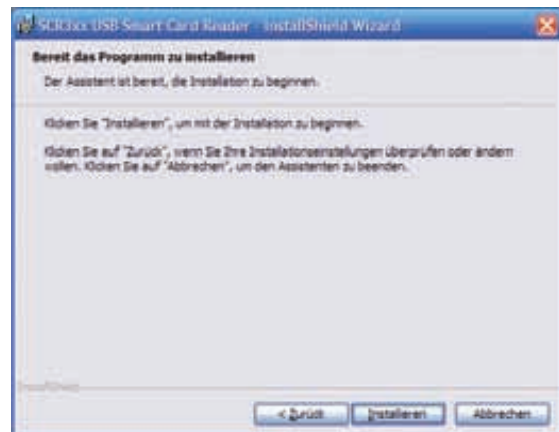 SCR3xx USB Smart Card Reader - InstallShield Wizard
Bereit das Programm zu installieren
Der Assistent ist bereit, die Installation zu beginnen.
Klicken Sie "Installieren", um mit der Installation zu beginnen.
Klicken Sie auf "Zurück", wenn Sie Ihre Installationseinstellungen überprüfen oder ändern
wollen. Klicken Sie auf "Abbrechen", um den Assistenten zu beenden.
InstallShield
< Zurück Installieren Abbrechen